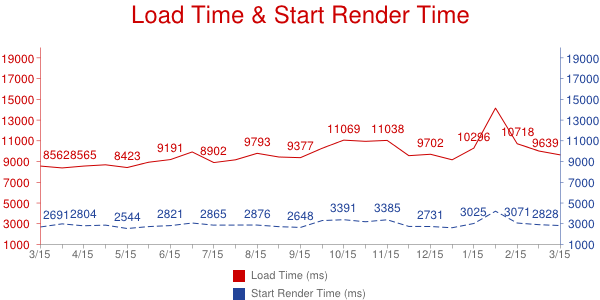 Load Time & Start Render Time
19000 19000
17000 17000
15000 15000
13000 13000
11000 11000
9000 9000
7000 7000
5000 5000
3000 3000
1000 1000
8562 8565 8423 9191 8902 9793 9377 11069 11038 9702 10296 10718 9639
2691 2804 2544 2821 2865 2876 2648 3391 3385 2731 3025 3071 2828
3/15 4/15 5/15 6/15 7/15 8/15 9/15 10/15 11/15 12/15 1/15 2/15 3/15
Load Time (ms)
Start Render Time (ms)